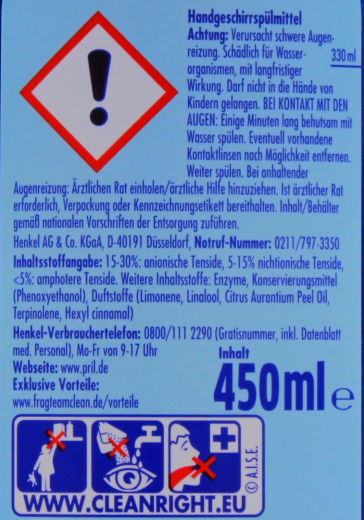 Handgeschirrspülmittel
Achtung: Verursacht schwere Augen-
reizung. Schädlich für Wasser-
organismen, mit langfristiger
Wirkung. Darf nicht in die Hände von
Kindern gelangen. BEI KONTAKT MIT DEN
AUGEN: Einige Minuten lang behutsam mit
Wasser spülen. Eventuell vorhandene
Kontaktlinsen nach Möglichkeit entfernen.
Weiter spülen. Bei anhaltender
330 ml
Augenreizung: Ärztlichen Rat einholen/ärztliche Hilfe hinzuziehen. Ist ärztlicher Rat
erforderlich, Verpackung oder Kennzeichnungsetikett bereithalten. Inhalt/Behälter
gemäß nationalen Vorschriften der Entsorgung zuführen.
Henkel AG & Co. KGaA, D-40191 Düsseldorf, Notruf-Nummer: 0211/797-3350
Inhaltsstoffangabe: 15-30%: anionische Tenside, 5-15% nichtionische Tenside,
<5%: amphotere Tenside. Weitere Inhaltsstoffe: Enzyme, Konservierungsmittel
(Phenoxyethanol), Duftstoffe (Limonene, Linalool, Citrus Aurantium Peel Oil,
Terpinolene, Hexyl cinnamal)
Henkel-Verbrauchertelefon: 0800/111 2290 (Gratisnummer, inkl. Datenblatt
med. Personal), Mo-Fr von 9-17 Uhr
Webseite: www.pril.de
Exklusive Vorteile:
www.fragteamclean.de/vorteile
Inhalt
450ml e
© A.I.S.E.
WWW.CLEANRIGHT.EU